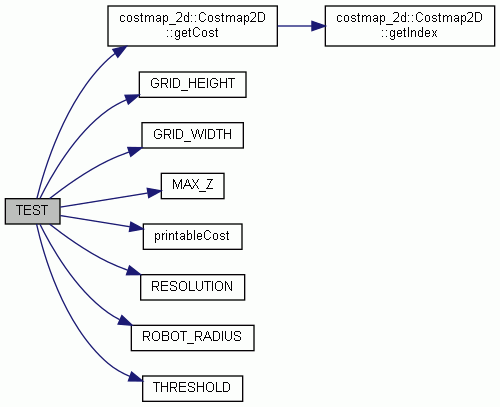 costmap_2d::Costmap2D
::getCost
costmap_2d::Costmap2D
::getIndex
GRID_HEIGHT
GRID_WIDTH
MAX_Z
TEST
printableCost
RESOLUTION
ROBOT_RADIUS
THRESHOLD